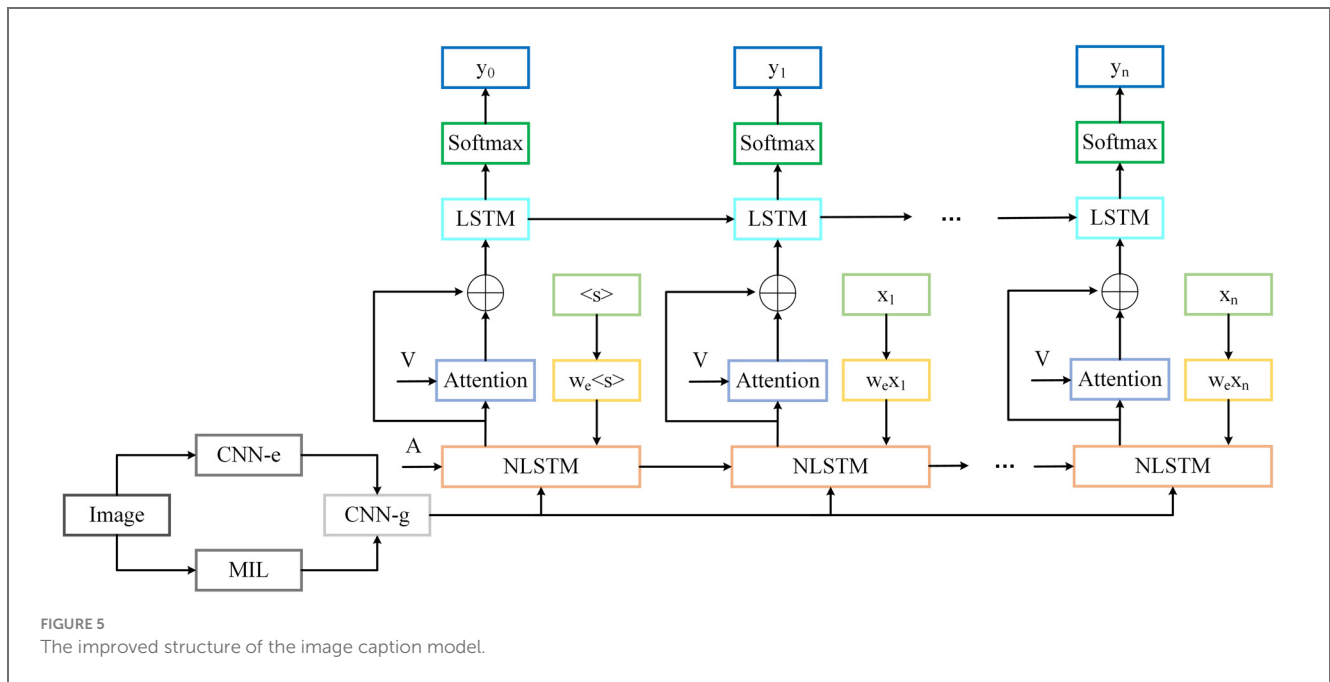 y₀ y₁ yₙ
Softmax Softmax Softmax
LSTM LSTM ... LSTM
<s> x₁ xₙ
V Attention wₑ<s> V Attention wₑx₁ V Attention wₑxₙ
A NLSTM NLSTM ... NLSTM
CNN-e
Image CNN-g
MIL
FIGURE 5
The improved structure of the image caption model.